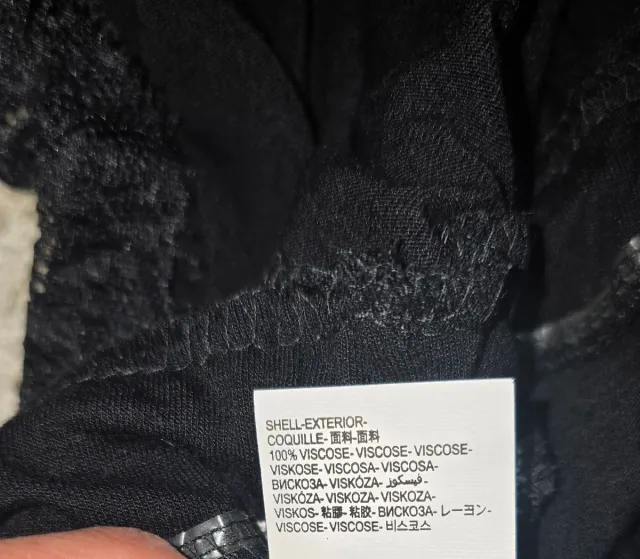 SHELL-EXTERIOR-
COQUILLE- 面料-面料
100% VISCOSE- VISCOSE- VISCOSE-
VISKOSE- VISCOSA- VISCOSA-
ВИСКОЗА- VISKÓZA- فيسكوز -
VISKÓZA- VISKOZA- VISKOZA-
VISKOS- 粘膠- 粘胶- ВИСКОЗА- レーヨン-
VISCOSE- VISCOSE- 비스코스